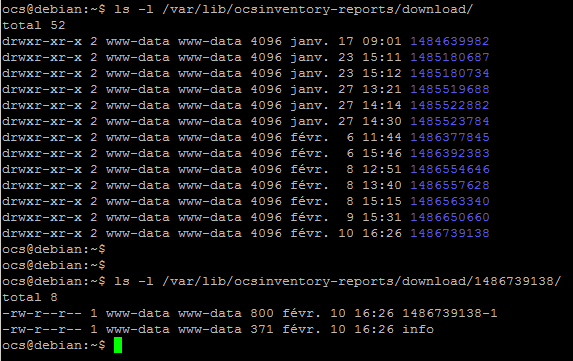 ocs@debian:~$ ls -l /var/lib/ocsinventory-reports/download/
total 52
drwxr-xr-x 2 www-data www-data 4096 janv. 17 09:01 1484639982
drwxr-xr-x 2 www-data www-data 4096 janv. 23 15:11 1485180687
drwxr-xr-x 2 www-data www-data 4096 janv. 23 15:12 1485180734
drwxr-xr-x 2 www-data www-data 4096 janv. 27 13:21 1485519688
drwxr-xr-x 2 www-data www-data 4096 janv. 27 14:14 1485522882
drwxr-xr-x 2 www-data www-data 4096 janv. 27 14:30 1485523784
drwxr-xr-x 2 www-data www-data 4096 févr.  6 11:44 1486377845
drwxr-xr-x 2 www-data www-data 4096 févr.  6 15:46 1486392383
drwxr-xr-x 2 www-data www-data 4096 févr.  8 12:51 1486554646
drwxr-xr-x 2 www-data www-data 4096 févr.  8 13:40 1486557628
drwxr-xr-x 2 www-data www-data 4096 févr.  8 15:15 1486563340
drwxr-xr-x 2 www-data www-data 4096 févr.  9 15:31 1486650660
drwxr-xr-x 2 www-data www-data 4096 févr. 10 16:26 1486739138
ocs@debian:~$
ocs@debian:~$
ocs@debian:~$ ls -l /var/lib/ocsinventory-reports/download/1486739138/
total 8
-rw-r--r-- 1 www-data www-data 800 févr. 10 16:26 1486739138-1
-rw-r--r-- 1 www-data www-data 371 févr. 10 16:26 info
ocs@debian:~$